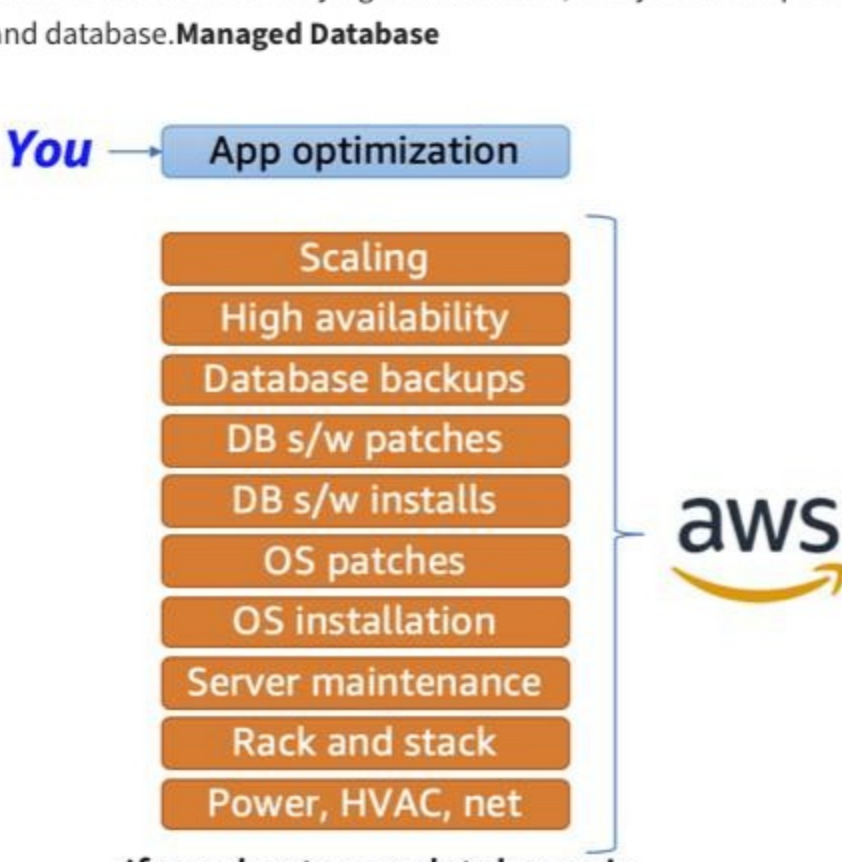 and database.Managed Database
You
App optimization
Scaling
High availability
Database backups
DB s/w patches
DB s/w installs
OS patches
OS installation
Server maintenance
Rack and stack
Power, HVAC, net
aws